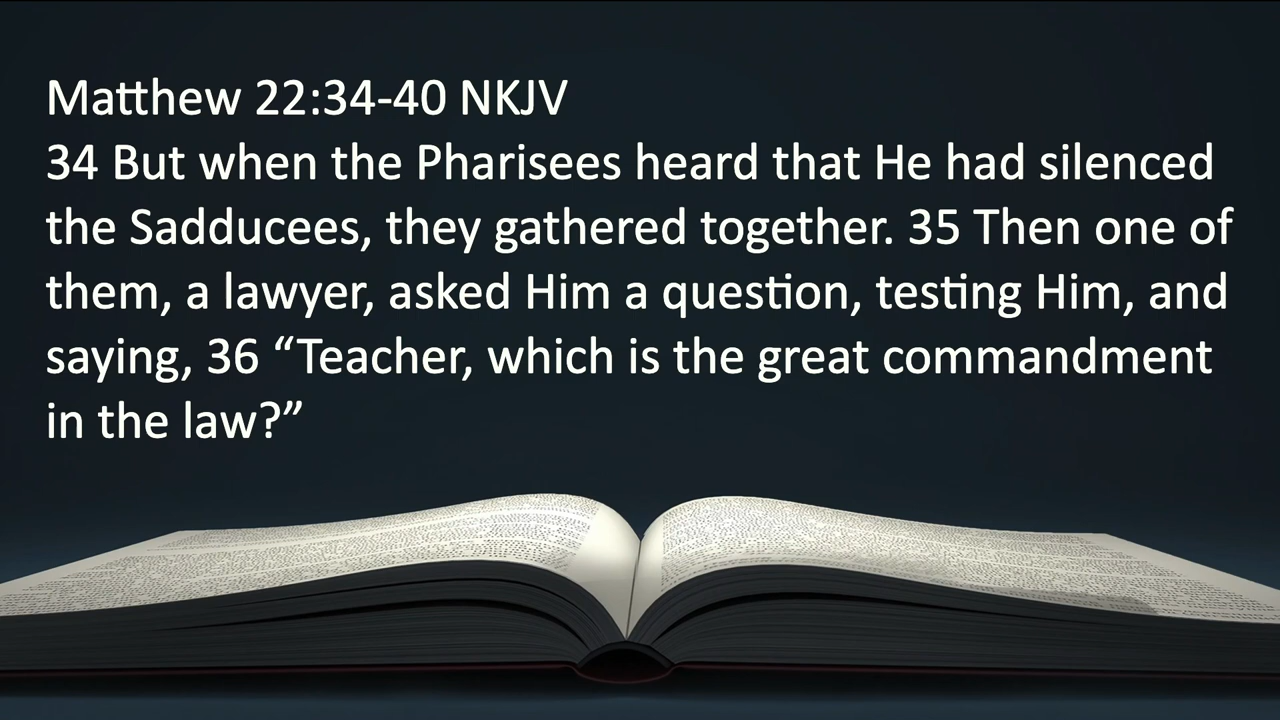 Matthew 22:34-40 NKJV
34 But when the Pharisees heard that He had silenced
the Sadducees, they gathered together. 35 Then one of
them, a lawyer, asked Him a question, testing Him, and
saying, 36 “Teacher, which is the great commandment
in the law?”